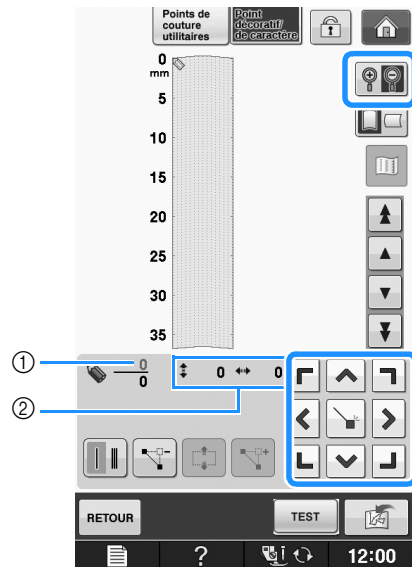 Points de
couture
utilitaires
Point
décoratif/
de caractère
0
mm
5
10
15
20
25
30
35
① 0
0
0 0
②
RETOUR
TEST
?
12:00